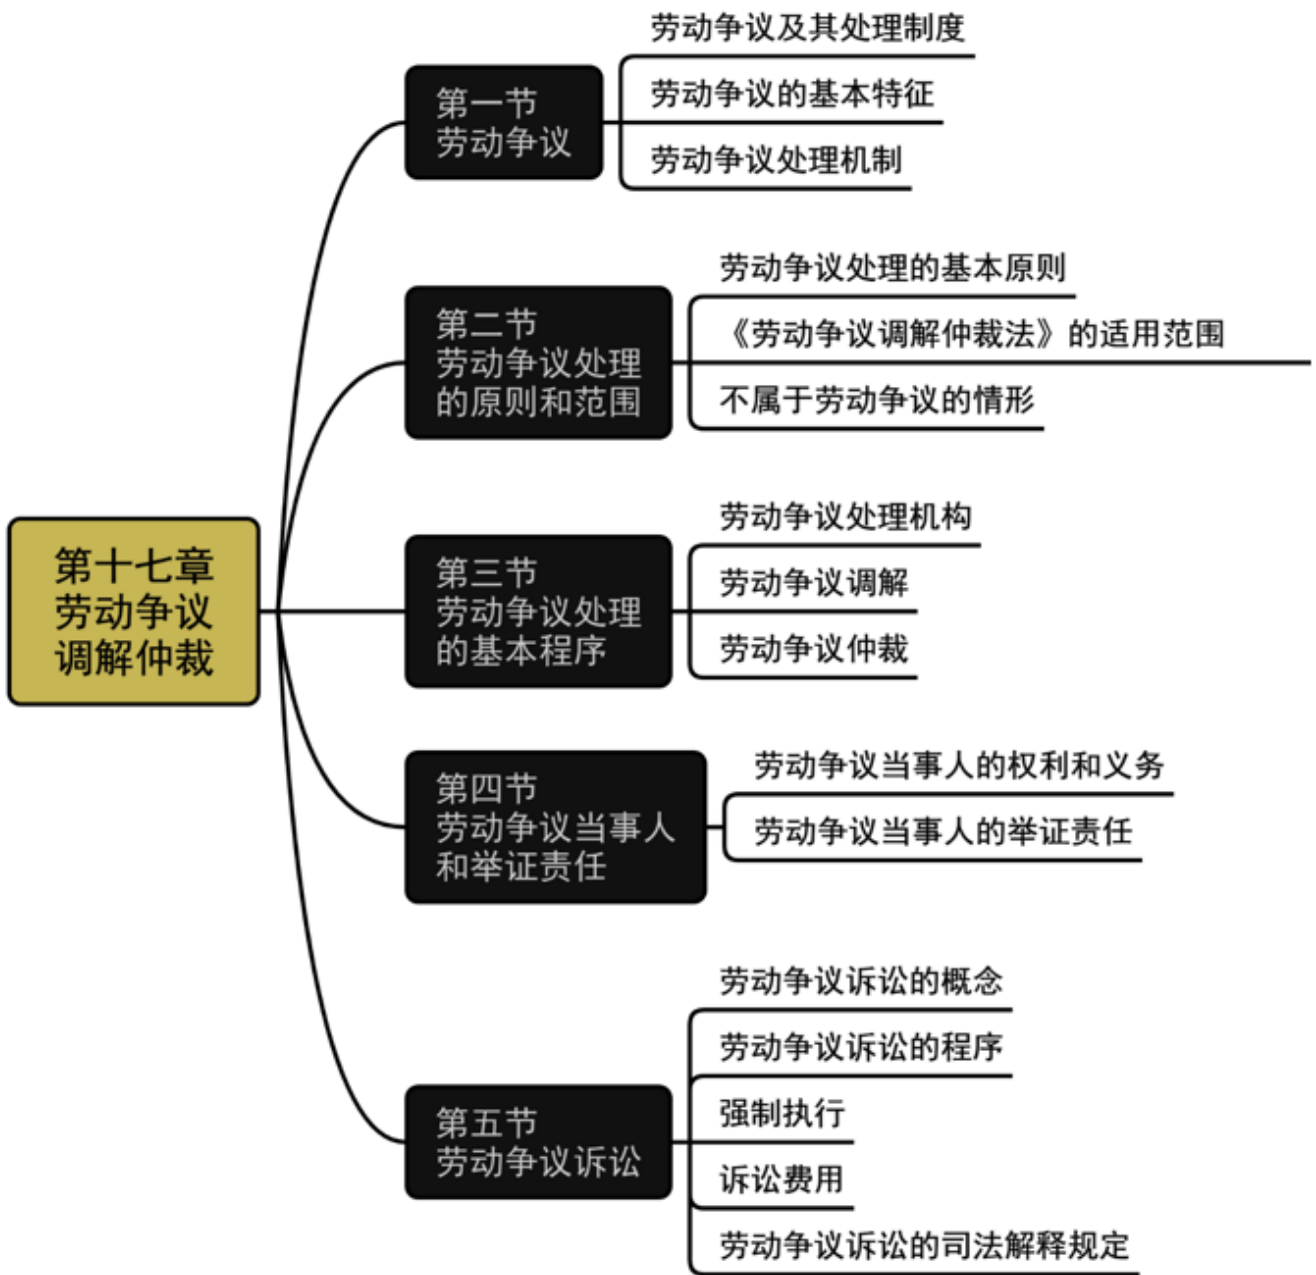 第十七章
劳动争议
调解仲裁
第一节
劳动争议
劳动争议及其处理制度
劳动争议的基本特征
劳动争议处理机制
第二节
劳动争议处理
的原则和范围
劳动争议处理的基本原则
《劳动争议调解仲裁法》的适用范围
不属于劳动争议的情形
第三节
劳动争议处理
的基本程序
劳动争议处理机构
劳动争议调解
劳动争议仲裁
第四节
劳动争议当事人
和举证责任
劳动争议当事人的权利和义务
劳动争议当事人的举证责任
第五节
劳动争议诉讼
劳动争议诉讼的概念
劳动争议诉讼的程序
强制执行
诉讼费用
劳动争议诉讼的司法解释规定